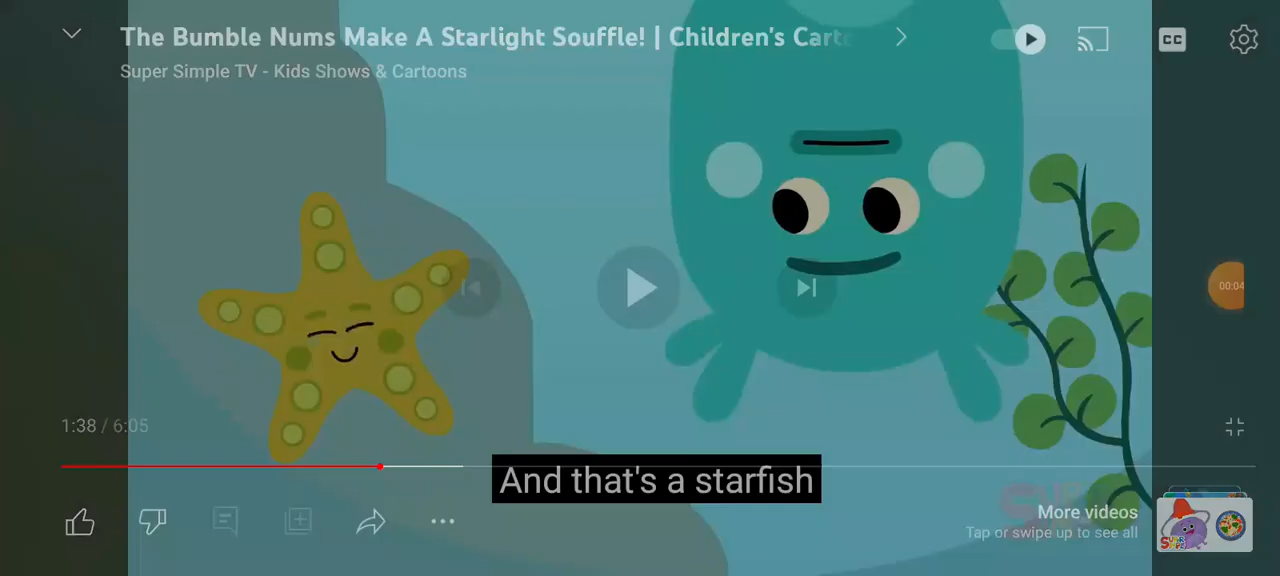 The Bumble Nums Make A Starlight Souffle! | Children's Carto
Super Simple TV - Kids Shows & Cartoons
CC
00:04
1:38 / 6:05
And that's a starfish
More videos
Tap or swipe up to see all